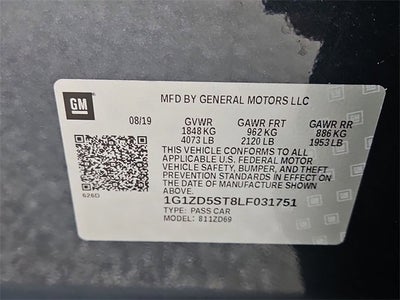 GM
MFD BY GENERAL MOTORS LLC
08/19 GVWR GAWR FRT GAWR RR
1848 KG 962 KG 886 KG
4073 LB 2120 LB 1953 LB
THIS VEHICLE CONFORMS TO ALL
APPLICABLE U.S. FEDERAL MOTOR
VEHICLE SAFETY, BUMPER, AND THEFT
PREVENTION STANDARDS IN EFFECT ON
THE DATE OF MANUFACTURE SHOWN
ABOVE.
626D
1G1ZD5ST8LF031751
TYPE: PASS CAR
MODEL: 811ZD69